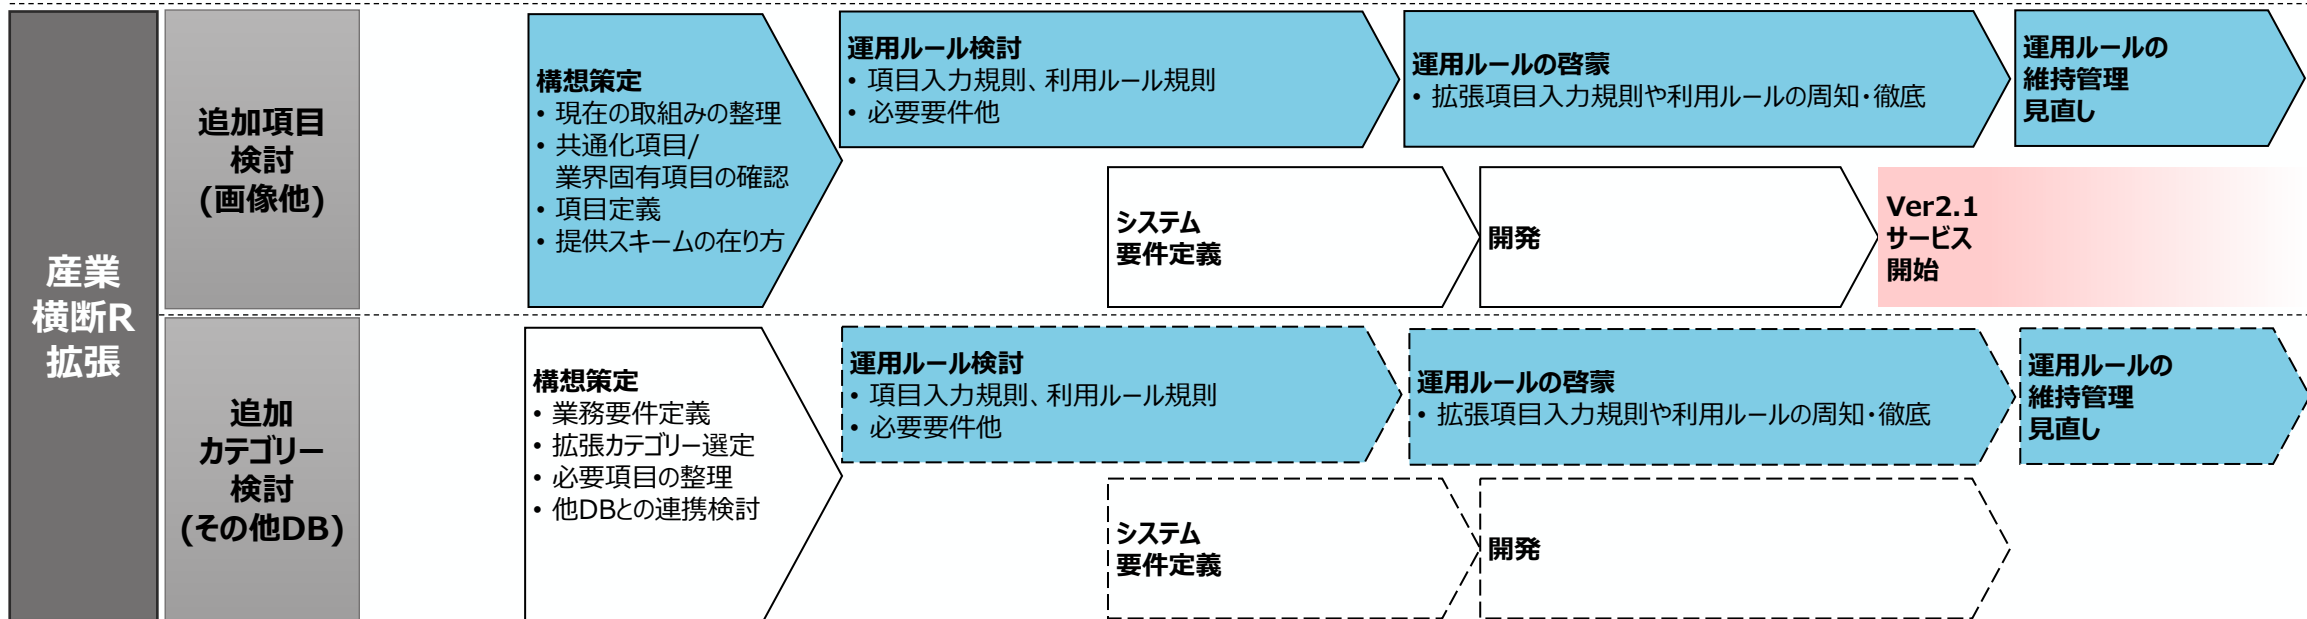 産業
横断R
拡張
追加項目
検討
(画像他)
構想策定
• 現在の取組みの整理
• 共通化項目/
業界固有項目の確認
• 項目定義
• 提供スキームの在り方
運用ルール検討
• 項目入力規則、利用ルール規則
• 必要要件他
運用ルールの啓蒙
• 拡張項目入力規則や利用ルールの周知・徹底
運用ルールの
維持管理
見直し
システム
要件定義
開発
Ver2.1
サービス
開始
追加
カテゴリー
検討
(その他DB)
構想策定
• 業務要件定義
• 拡張カテゴリー選定
• 必要項目の整理
• 他DBとの連携検討
運用ルール検討
• 項目入力規則、利用ルール規則
• 必要要件他
運用ルールの啓蒙
• 拡張項目入力規則や利用ルールの周知・徹底
運用ルールの
維持管理
見直し
システム
要件定義
開発